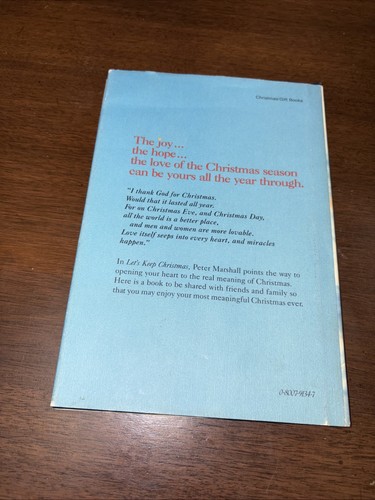 Christmas/Gift Books
The joy...
the hope...
the love of the Christmas season
can be yours all the year through.
"I thank God for Christmas.
Would that it lasted all year.
For on Christmas Eve, and Christmas Day,
all the world is a better place,
and men and women are more lovable.
Love itself seeps into every heart, and miracles
happen."
In Let's Keep Christmas, Peter Marshall points the way to
opening your heart to the real meaning of Christmas.
Here is a book to be shared with friends and family so
that you may enjoy your most meaningful Christmas ever.
0-8007-9134-7